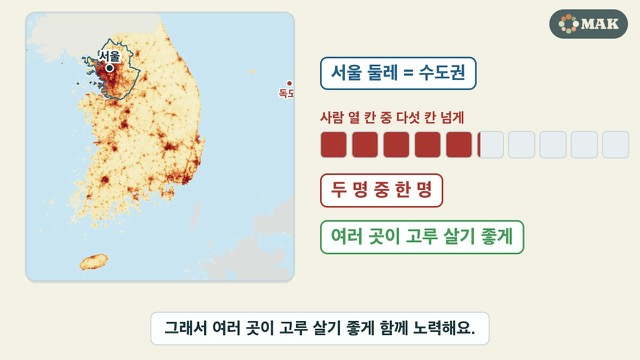 MAK
서울
독도
서울 둘레 = 수도권
사람 열 칸 중 다섯 칸 넘게
두 명 중 한 명
여러 곳이 고루 살기 좋게
그래서 여러 곳이 고루 살기 좋게 함께 노력해요.